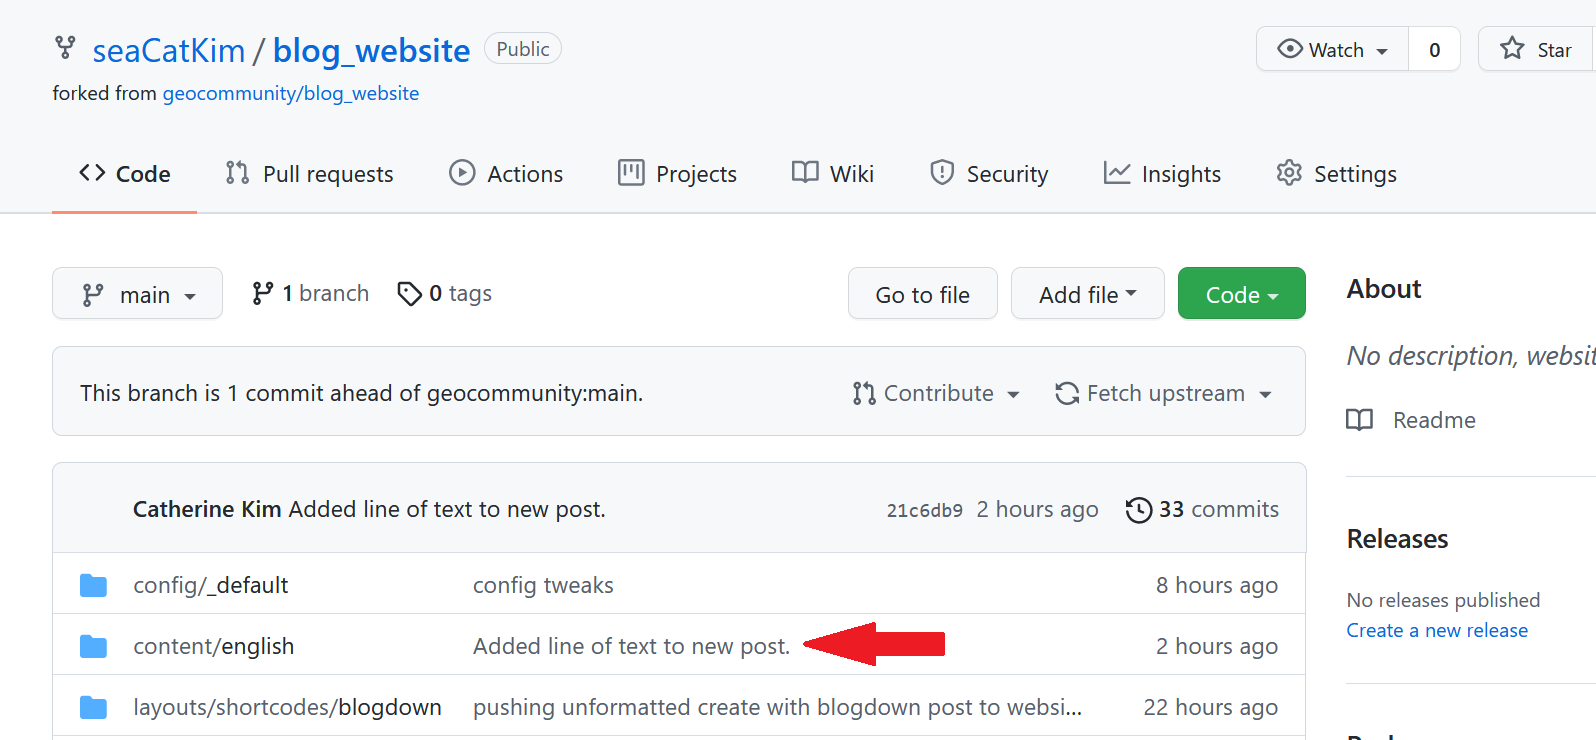 seaCatKim / blog_website Public Watch 0 Star
forked from geocommunity/blog_website
Code Pull requests Actions Projects Wiki Security Insights Settings
main 1 branch 0 tags Go to file Add file Code
About
This branch is 1 commit ahead of geocommunity:main. Contribute Fetch upstream
No description,
Readme
Catherine Kim Added line of text to new post. 21c6db9 2 hours ago 33 commits
Releases
config/_default config tweaks 8 hours ago
No releases published
Create a new release
content/english Added line of text to new post. 2 hours ago
layouts/shortcodes/blogdown pushing unformatted create with blogdown post to websi... 22 hours ago